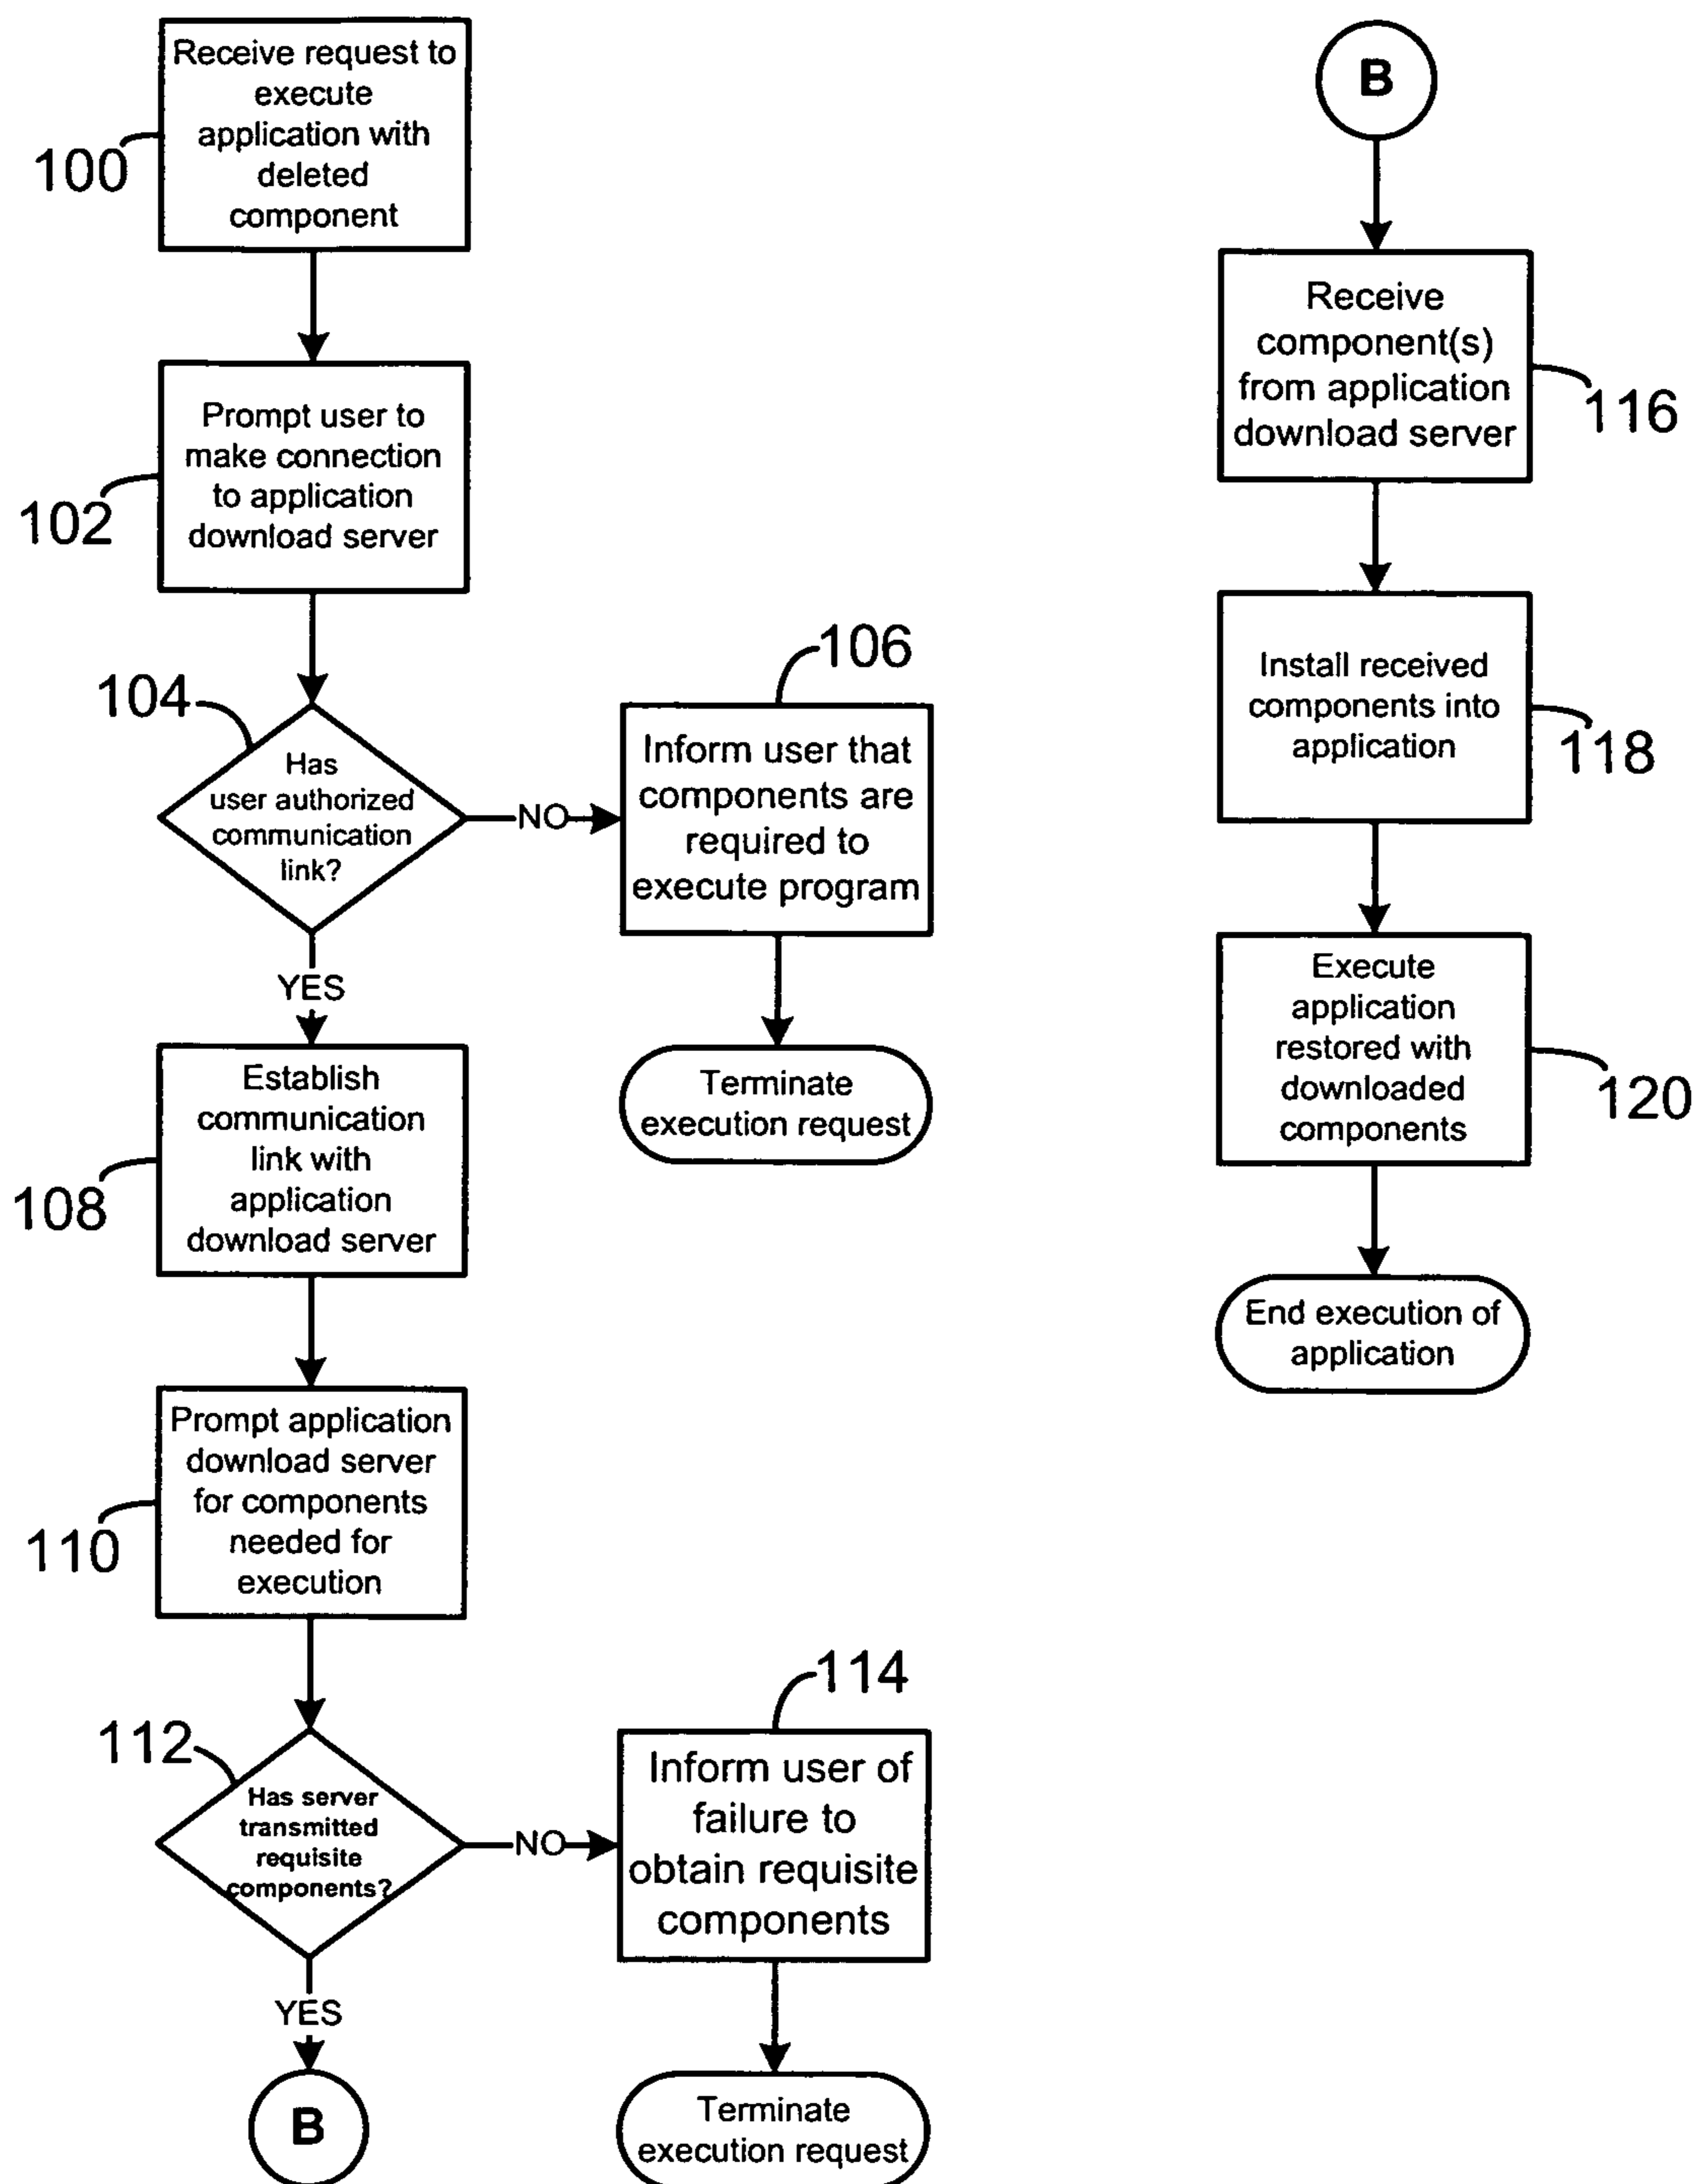 Receive request to
execute
application with
deleted
component
100
Prompt user to
make connection
to application
download server
102
104
Has
user authorized
communication
link?
NO
106
Inform user that
components are
required to
execute program
Terminate
execution request
YES
Establish
communication
link with
application
download server
108
Prompt application
download server
for components
needed for
execution
110
112
Has server
transmitted
requisite
components?
NO
114
Inform user of
failure to
obtain requisite
components
Terminate
execution request
YES
B
B
Receive
component(s)
from application
download server
116
Install received
components into
application
118
Execute
application
restored with
downloaded
components
120
End execution of
application